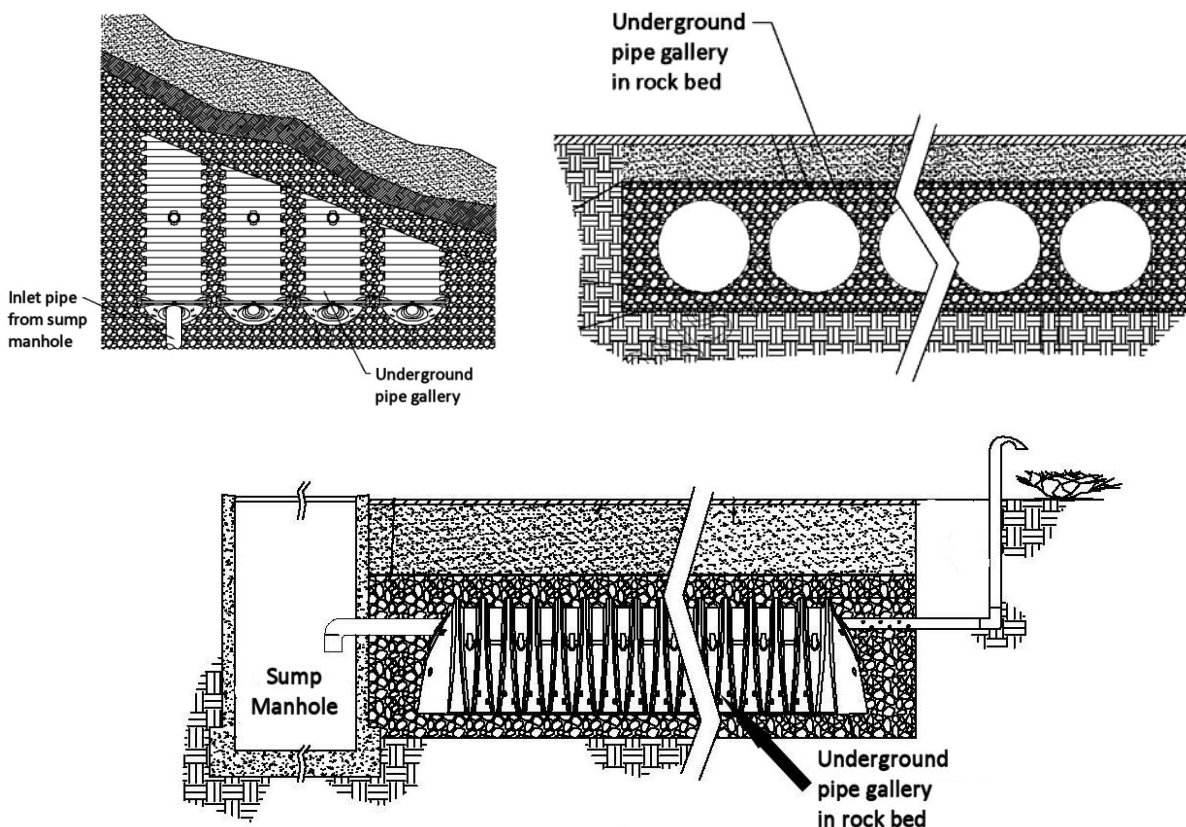 Underground
pipe gallery
in rock bed
Inlet pipe
from sump
manhole
Underground
pipe gallery
Sump
Manhole
Underground
pipe gallery
in rock bed